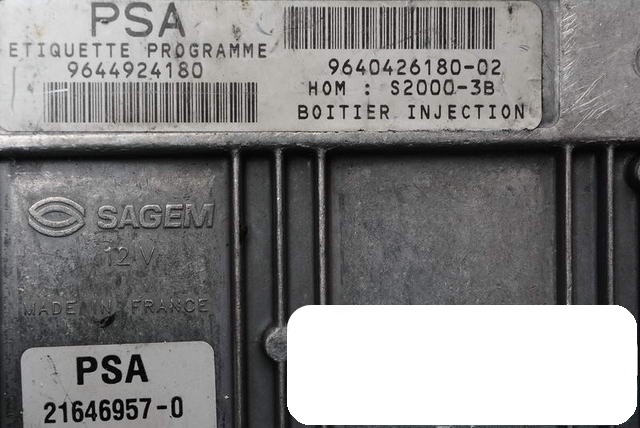 PSA
ETIQUETTE PROGRAMME
9644924180
9640426180-02
HOM : S2000-3B
BOITIER INJECTION
SAGEM
12V
MADE IN FRANCE
PSA
21646957-0